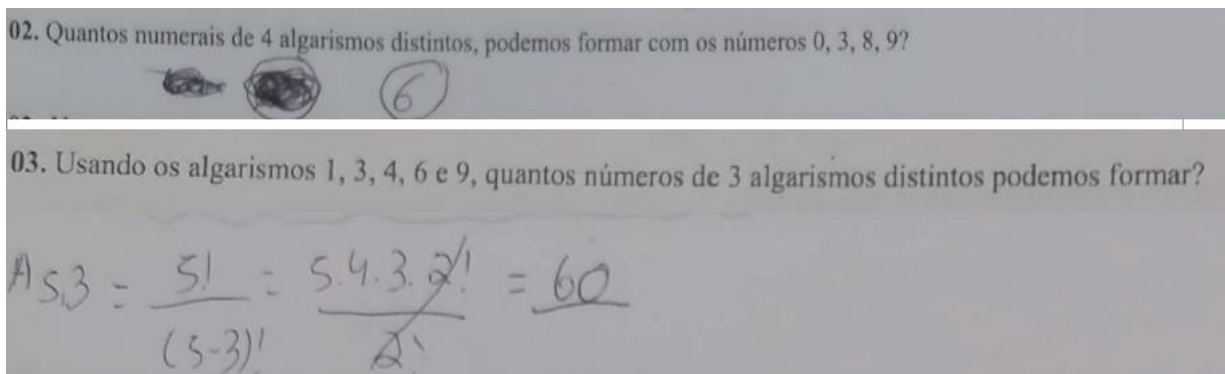 02. Quantos numerais de 4 algarismos distintos, podemos formar com os números 0, 3, 8, 9?
6
03. Usando os algarismos 1, 3, 4, 6 e 9, quantos números de 3 algarismos distintos podemos formar?
A5,3 = 5!/(5-3)! = 5.4.3.2!/2! = 60